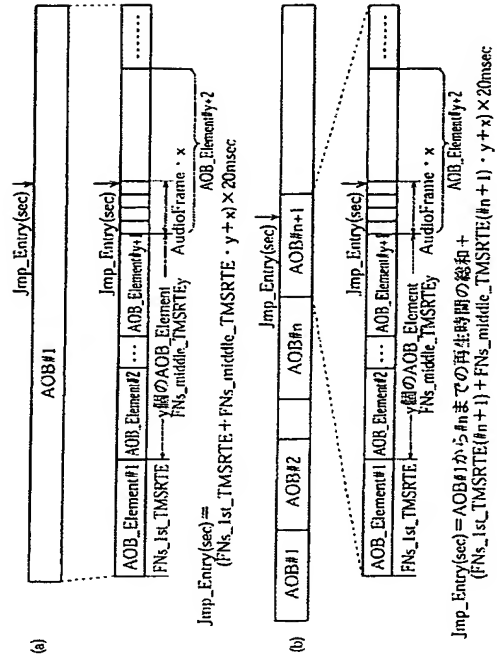 (a)
Jmp_Entry(sec)
AOB#1
Jmp_Entry(sec)
AOB_Element#1 AOB_Element#2 … AOB_Element#y+1 ……
FNs_1st_TMSRTE
y個のAOB_Element
FNs_middle_TMSRTEy
AudioFrame・x
AOB_Element#y+2
Jmp_Entry(sec)=
(FNs_1st_TMSRTE+FNs_middle_TMSRTE・y+x)×20msec
(b)
Jmp_Entry(sec)
AOB#1 AOB#2 AOB#n AOB#n+1
Jmp_Entry(sec)
AOB_Element#1 AOB_Element#2 … AOB_Element#y+1 ……
FNs_1st_TMSRTE
y個のAOB_Element
FNs_middle_TMSRTEy
AudioFrame・x
AOB_Element#y+2
Jmp_Entry(sec)=AOB#1から#nまでの再生時間の総和+
(FNs_1st_TMSRTE(#n+1)+FNs_middle_TMSRTE(#n+1)・y+x)×20msec